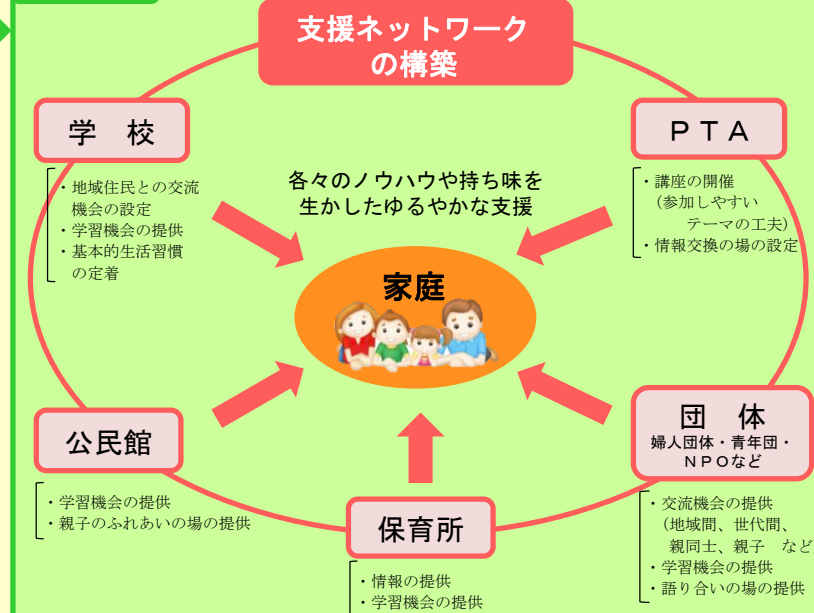 支援ネットワーク
の構築
学　校
・地域住民との交流
機会の設定
・学習機会の提供
・基本的生活習慣
の定着
各々のノウハウや持ち味を
生かしたゆるやかな支援
ＰＴＡ
・講座の開催
(参加しやすい
テーマの工夫)
・情報交換の場の設定
家庭
公民館
・学習機会の提供
・親子のふれあいの場の提供
保育所
・情報の提供
・学習機会の提供
団　体
婦人団体・青年団・
ＮＰＯなど
・交流機会の提供
(地域間、世代間、
親同士、親子　など
・学習機会の提供
・語り合いの場の提供